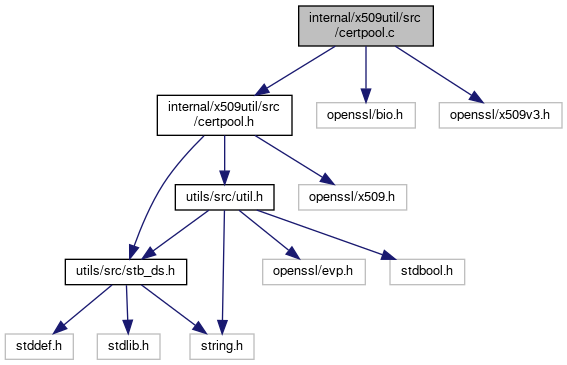 internal/x509util/src
/certpool.c
internal/x509util/src
/certpool.h
openssl/bio.h
openssl/x509v3.h
utils/src/util.h
openssl/x509.h
utils/src/stb_ds.h
openssl/evp.h
stdbool.h
stddef.h
stdlib.h
string.h